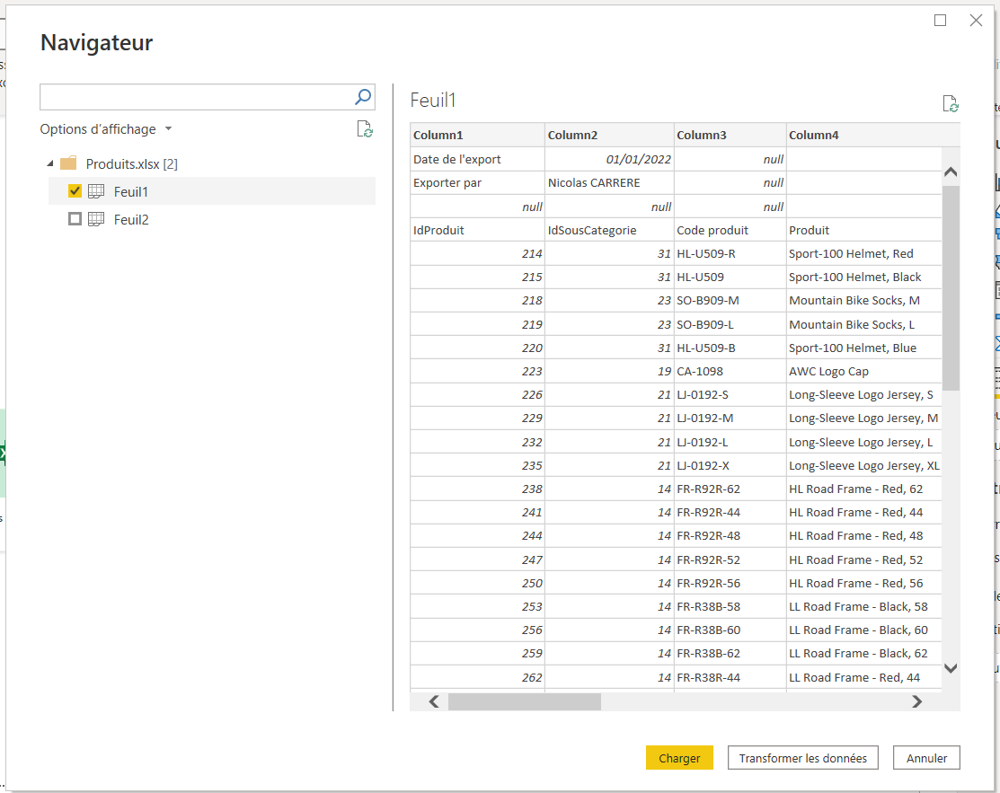 Navigateur
Options d'affichage
Produits.xlsx [2]
Feuil1
Feuil2
Feuil1
Column1 Column2 Column3 Column4
Date de l'export 01/01/2022 null
Exporter par Nicolas CARRERE null
null null null
IdProduit IdSousCategorie Code produit Produit
214 31 HL-U509-R Sport-100 Helmet, Red
215 31 HL-U509 Sport-100 Helmet, Black
218 23 SO-B909-M Mountain Bike Socks, M
219 23 SO-B909-L Mountain Bike Socks, L
220 31 HL-U509-B Sport-100 Helmet, Blue
223 19 CA-1098 AWC Logo Cap
226 21 LJ-0192-S Long-Sleeve Logo Jersey, S
229 21 LJ-0192-M Long-Sleeve Logo Jersey, M
232 21 LJ-0192-L Long-Sleeve Logo Jersey, L
235 21 LJ-0192-X Long-Sleeve Logo Jersey, XL
238 14 FR-R92R-62 HL Road Frame - Red, 62
241 14 FR-R92R-44 HL Road Frame - Red, 44
244 14 FR-R92R-48 HL Road Frame - Red, 48
247 14 FR-R92R-52 HL Road Frame - Red, 52
250 14 FR-R92R-56 HL Road Frame - Red, 56
253 14 FR-R38B-58 LL Road Frame - Black, 58
256 14 FR-R38B-60 LL Road Frame - Black, 60
259 14 FR-R38B-62 LL Road Frame - Black, 62
262 14 FR-R38R-44 LL Road Frame - Red, 44
Charger Transformer les données Annuler